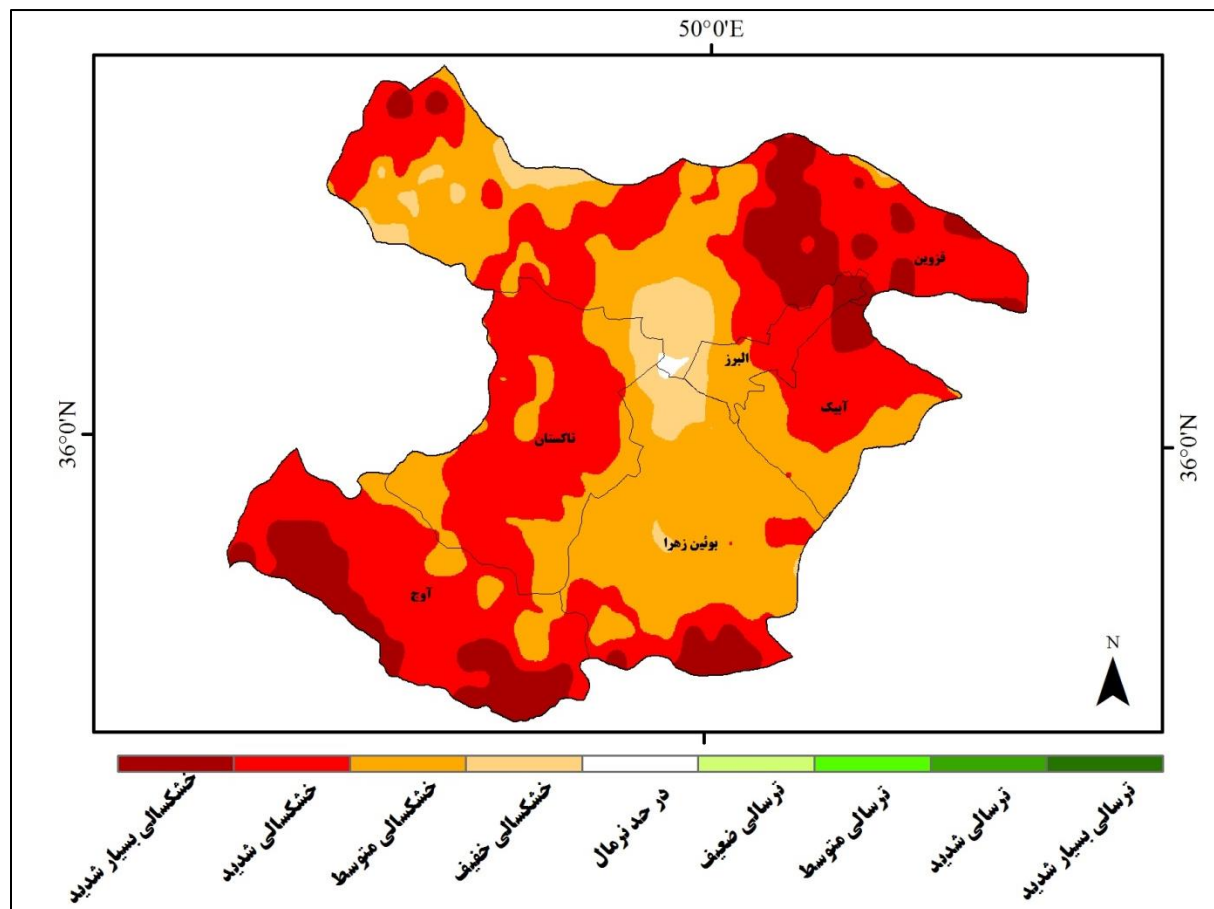 50°0'E
قزوین
البرز
آبیک
36°0'N
تاکستان
36°0'N
بوئین زهرا
آوج
N
خشکسالی بسیار شدید
خشکسالی شدید
خشکسالی متوسط
خشکسالی خفیف
در حد نرمال
ترسالی ضعیف
ترسالی متوسط
ترسالی شدید
ترسالی بسیار شدید